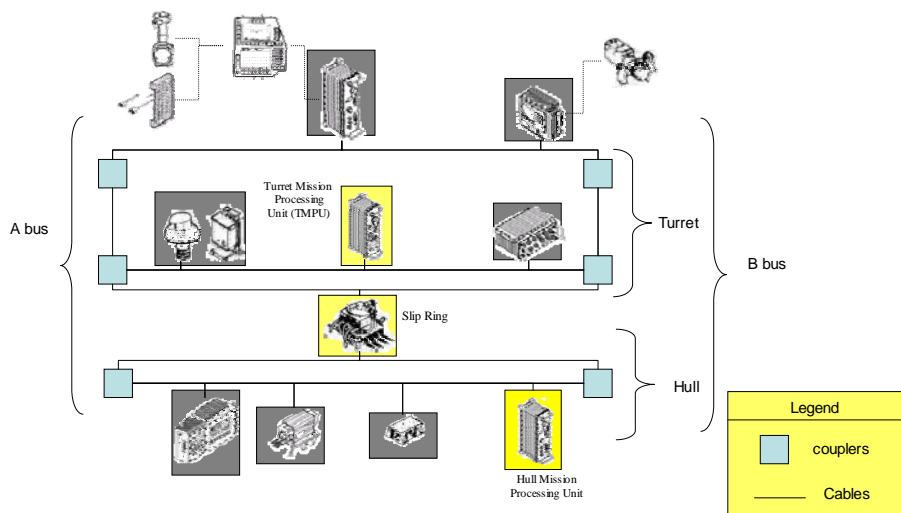 Turret Mission
Processing
Unit (TMPU)
A bus
Turret
B bus
Slip Ring
Hull
Legend
couplers
Cables
Hull Mission
Processing Unit